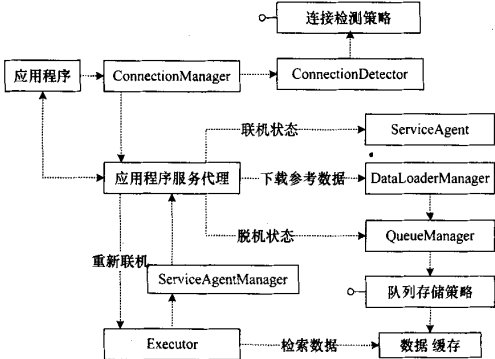 连接检测策略
应用程序
ConnectionManager
ConnectionDetector
联机状态
ServiceAgent
应用程序服务代理
下载参考数据
DataLoaderManager
脱机状态
QueueManager
重新联机
ServiceAgentManager
队列存储策略
Executor
检索数据
数据 缓存